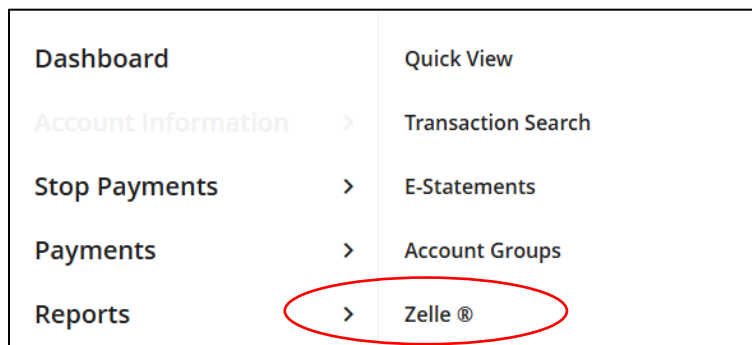 Dashboard
Account Information
Stop Payments
Payments
Reports
Quick View
Transaction Search
E-Statements
Account Groups
Zelle ®